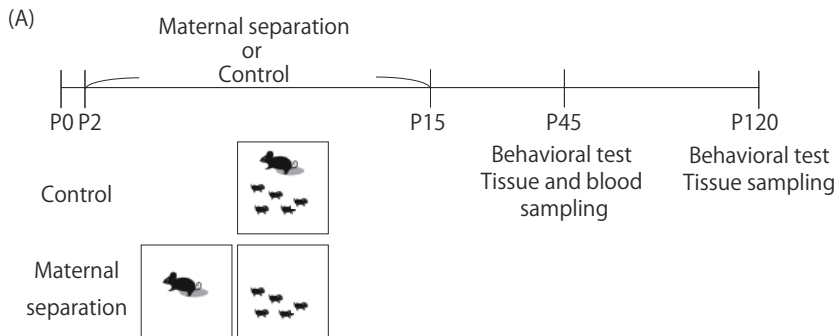 (A)
Maternal separation
or
Control
P0 P2 P15 P45 P120
Behavioral test
Tissue and blood
sampling
Behavioral test
Tissue sampling
Control
Maternal
separation